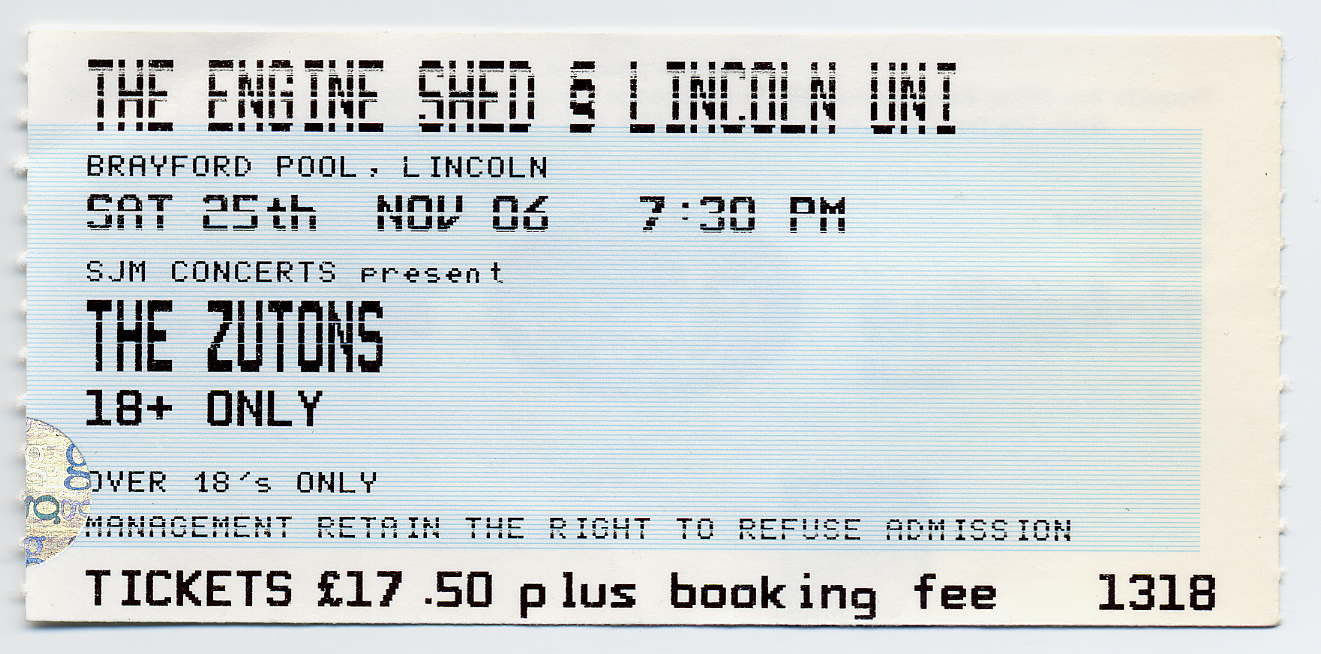 THE ENGINE SHED @ LINCOLN UNI
BRAYFORD POOL, LINCOLN
SAT 25th NOV 06 7:30 PM
SJM CONCERTS present
THE ZUTONS
18+ ONLY
OVER 18's ONLY
MANAGEMENT RETAIN THE RIGHT TO REFUSE ADMISSION
TICKETS £17.50 plus booking fee 1318